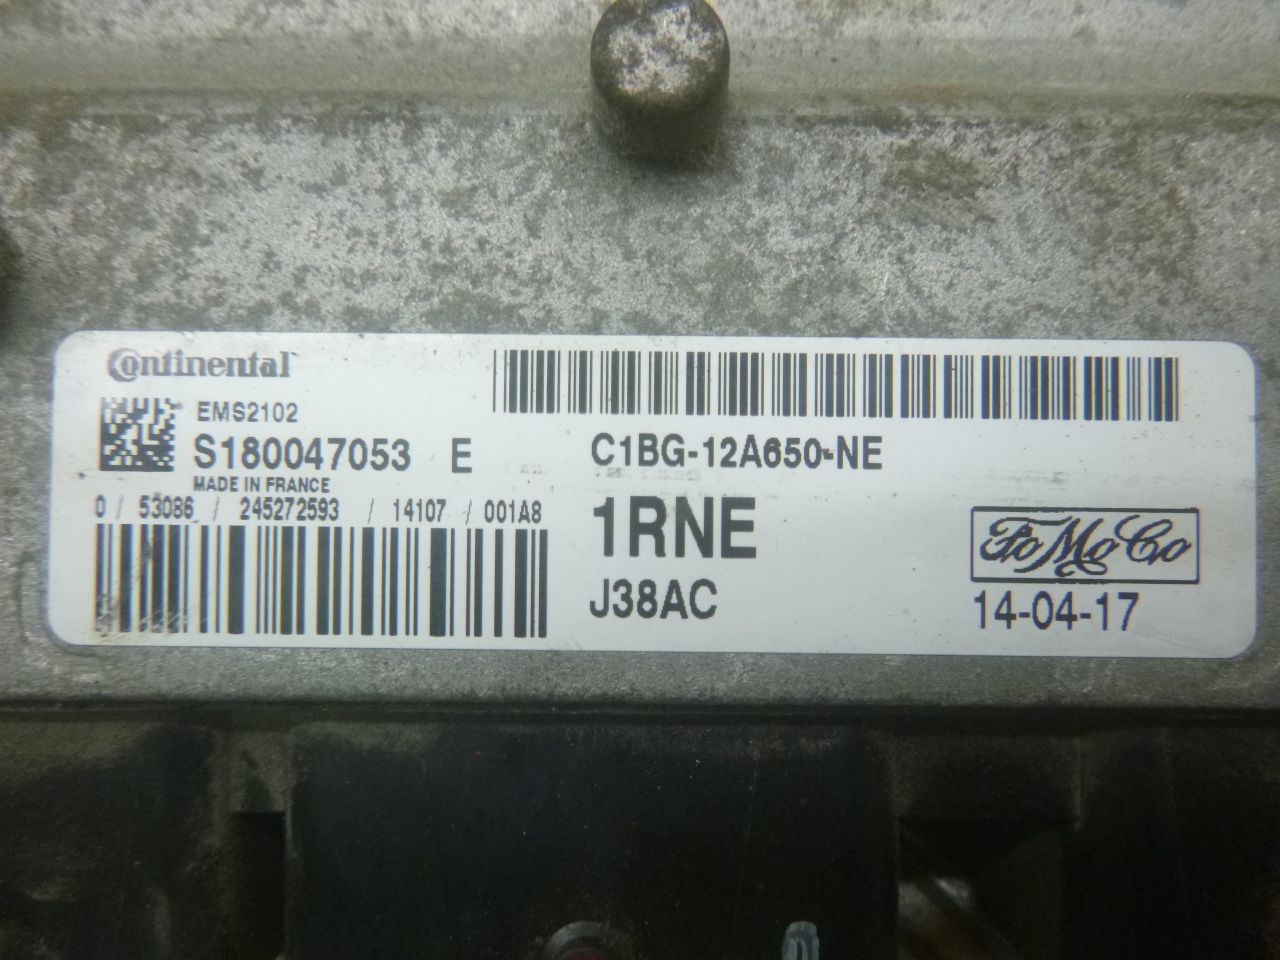 Continental
EMS2102
S180047053 E
MADE IN FRANCE
0 / 53086 / 245272593 / 14107 / 001A8
C1BG-12A650-NE
1RNE
J38AC
FoMoCo
14-04-17